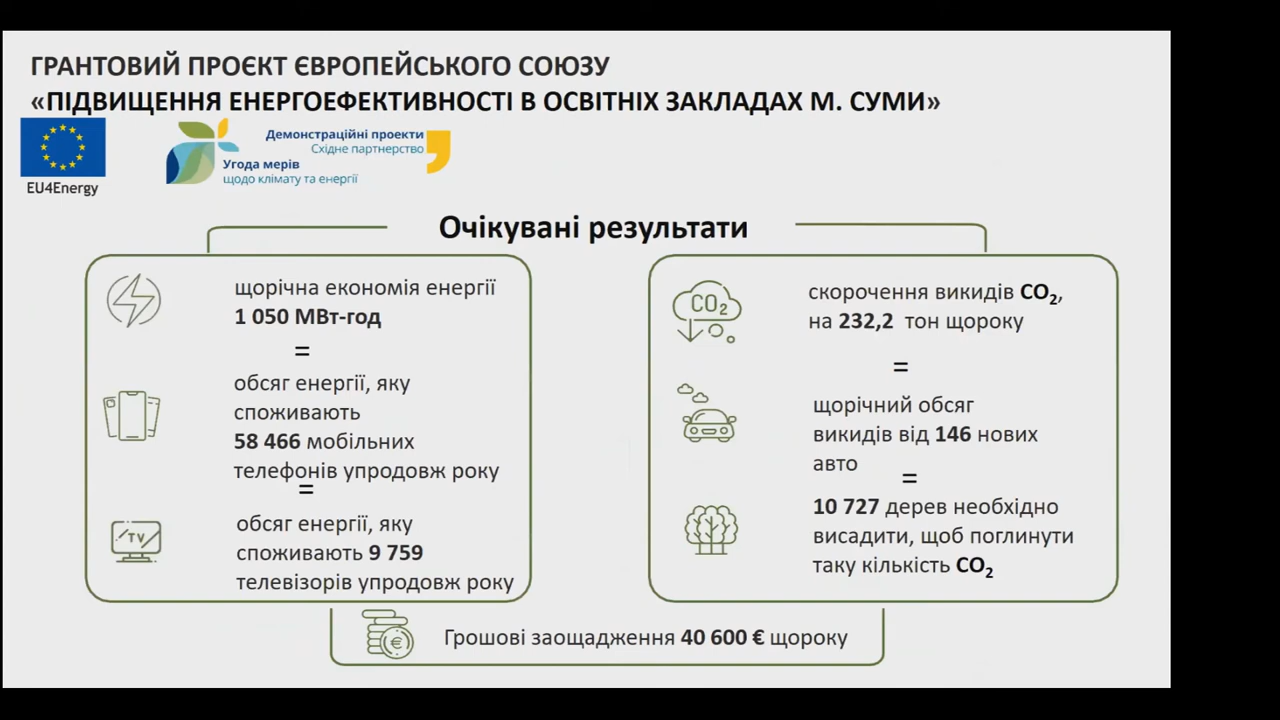 ГРАНТОВИЙ ПРОЄКТ ЄВРОПЕЙСЬКОГО СОЮЗУ
«ПІДВИЩЕННЯ ЕНЕРГОЕФЕКТИВНОСТІ В ОСВІТНІХ ЗАКЛАДАХ М. СУМИ»
EU4Energy
Демонстраційні проекти
Східне партнерство
Угода мерів
щодо клімату та енергії
Очікувані результати
щорічна економія енергії
1 050 МВт-год
=
обсяг енергії, яку
споживають
58 466 мобільних
телефонів упродовж року
=
TV
обсяг енергії, яку
споживають 9 759
телевізорів упродовж року
CO₂
скорочення викидів CO₂,
на 232,2 тон щороку
=
щорічний обсяг
викидів від 146 нових
авто
=
10 727 дерев необхідно
висадити, щоб поглинути
таку кількість CO₂
€
Грошові заощадження 40 600 € щороку